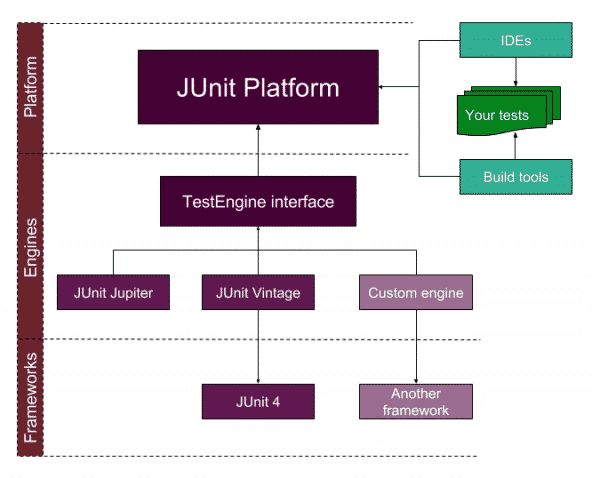 Platform
JUnit Platform
IDEs
Your tests
Build tools
Engines
TestEngine interface
JUnit Jupiter
JUnit Vintage
Custom engine
Frameworks
JUnit 4
Another
framework